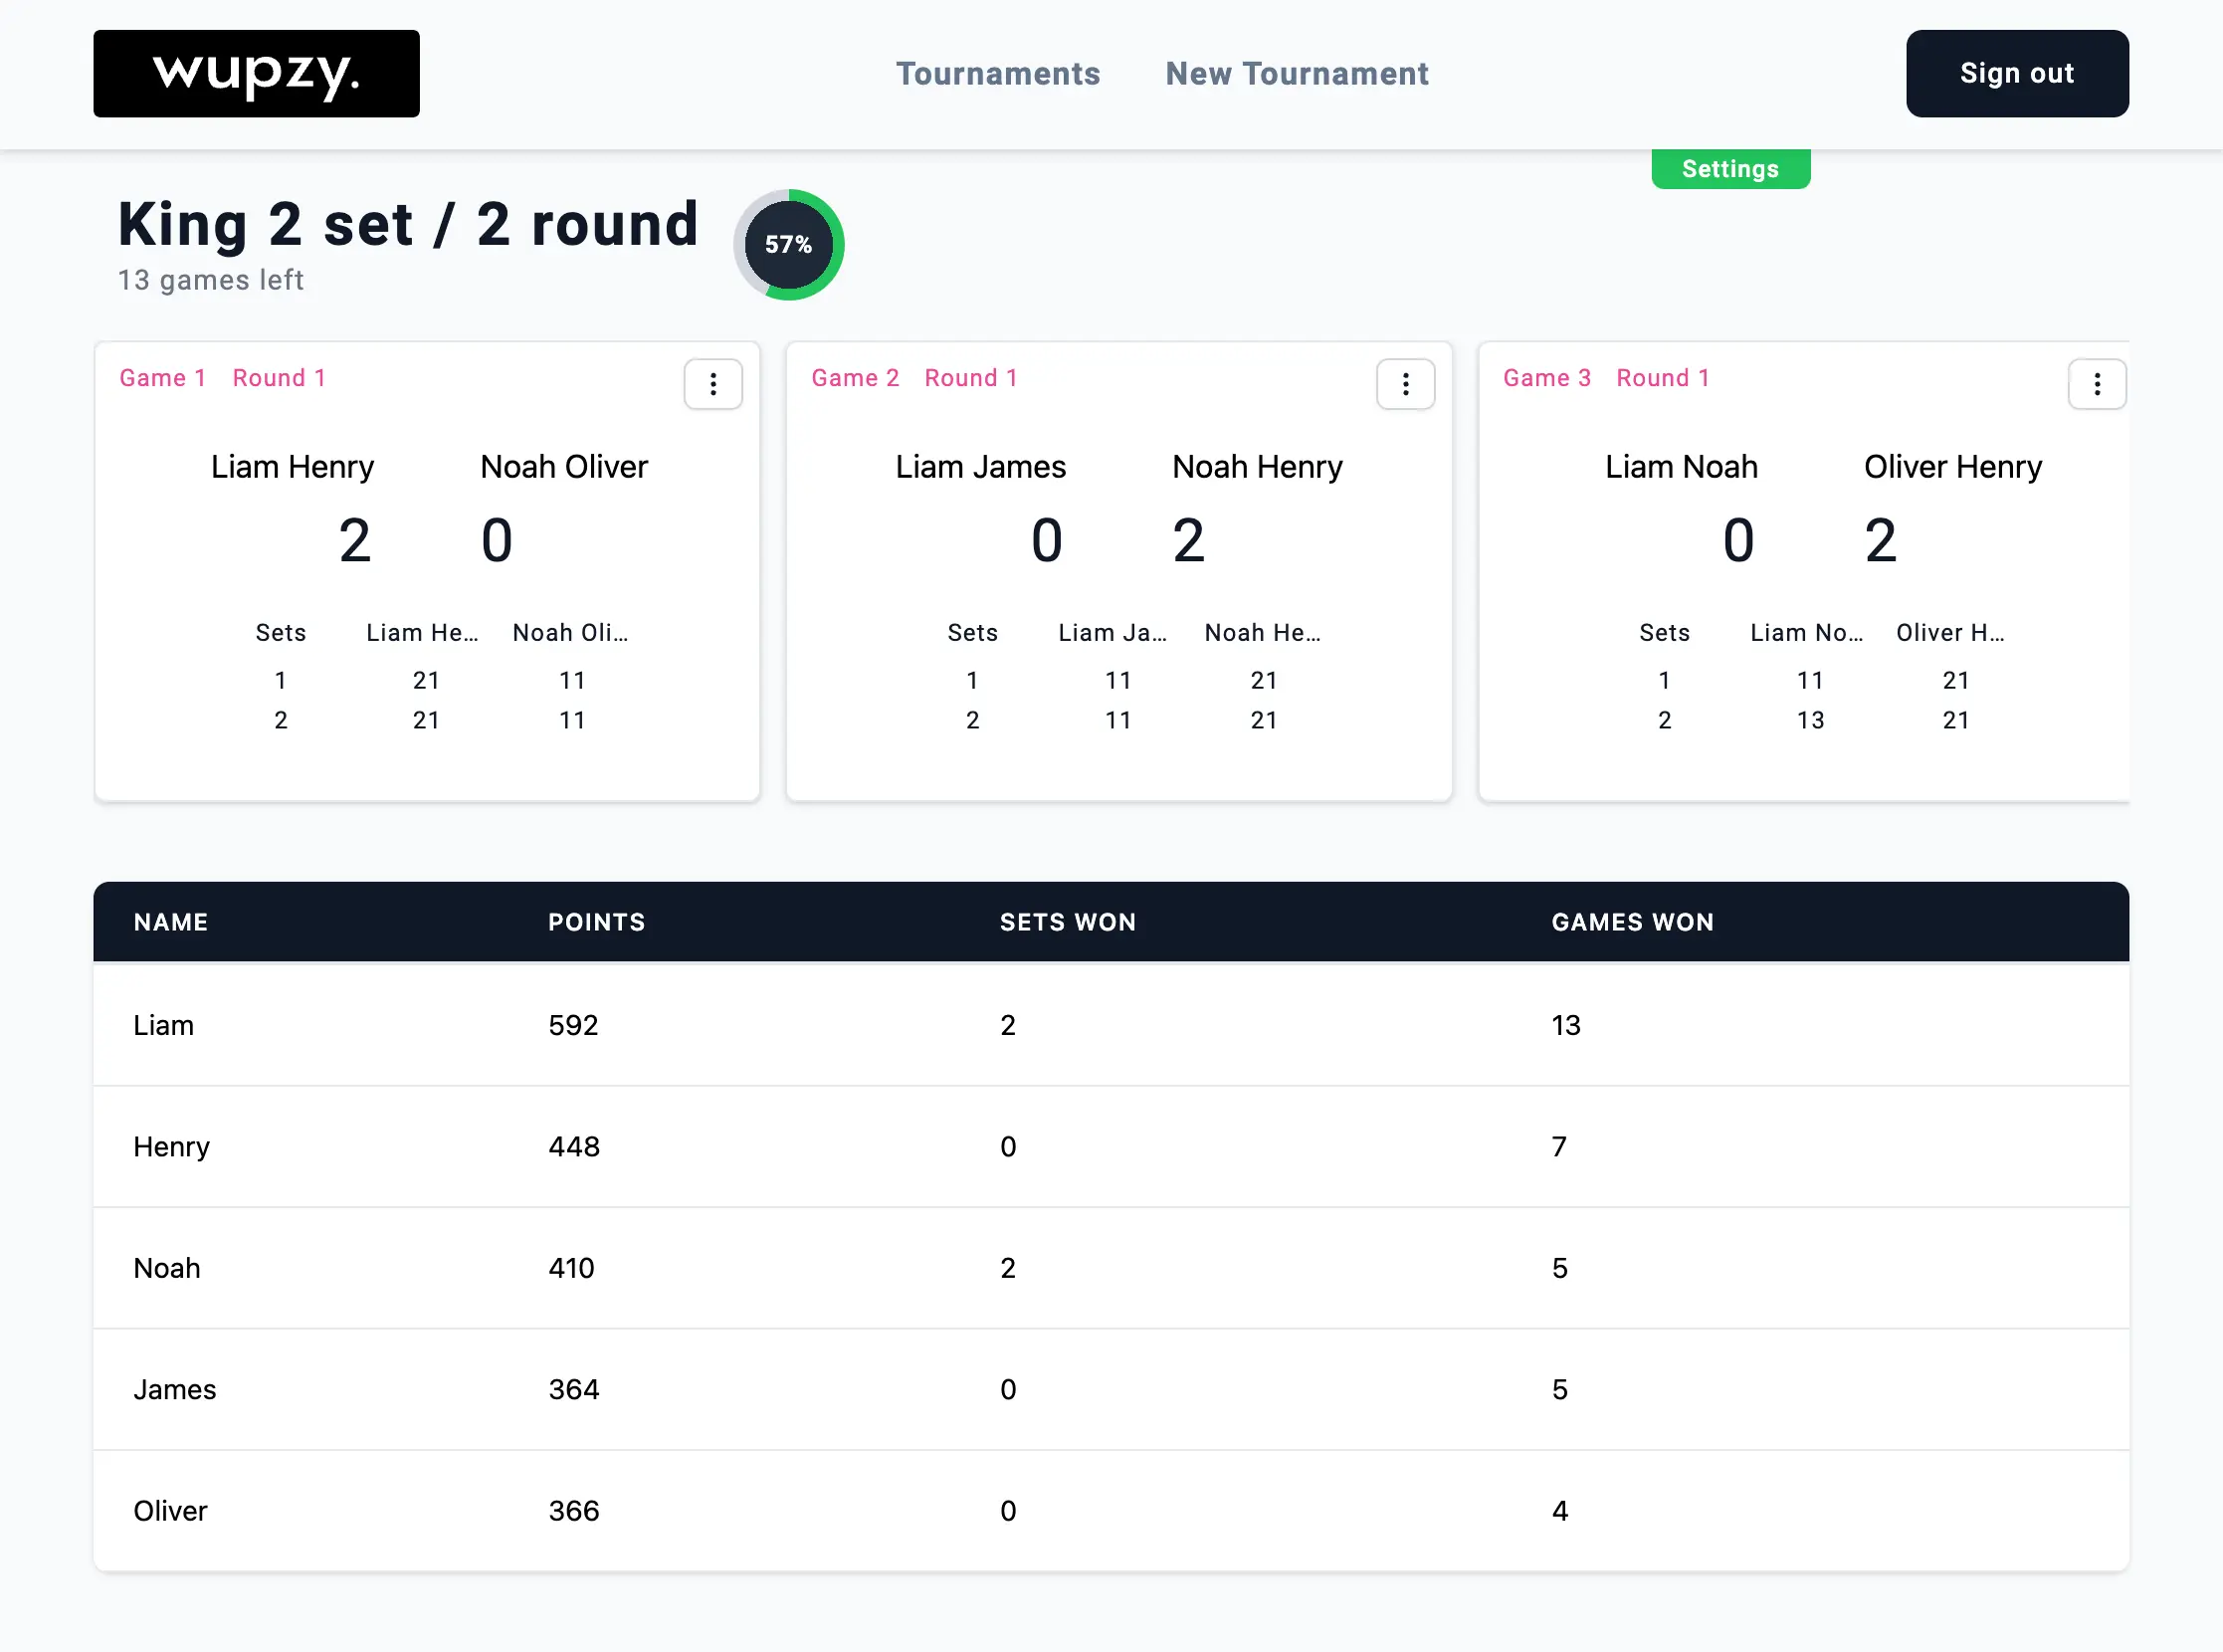 wupzy.
Tournaments New Tournament
Sign out
Settings
King 2 set / 2 round
13 games left
57%
Game 1 Round 1
Liam Henry Noah Oliver
2 0
Sets Liam He... Noah Oli...
1 21 11
2 21 11
Game 2 Round 1
Liam James Noah Henry
0 2
Sets Liam Ja... Noah He...
1 11 21
2 11 21
Game 3 Round 1
Liam Noah Oliver Henry
0 2
Sets Liam No... Oliver H...
1 11 21
2 13 21
NAME POINTS SETS WON GAMES WON
Liam 592 2 13
Henry 448 0 7
Noah 410 2 5
James 364 0 5
Oliver 366 0 4